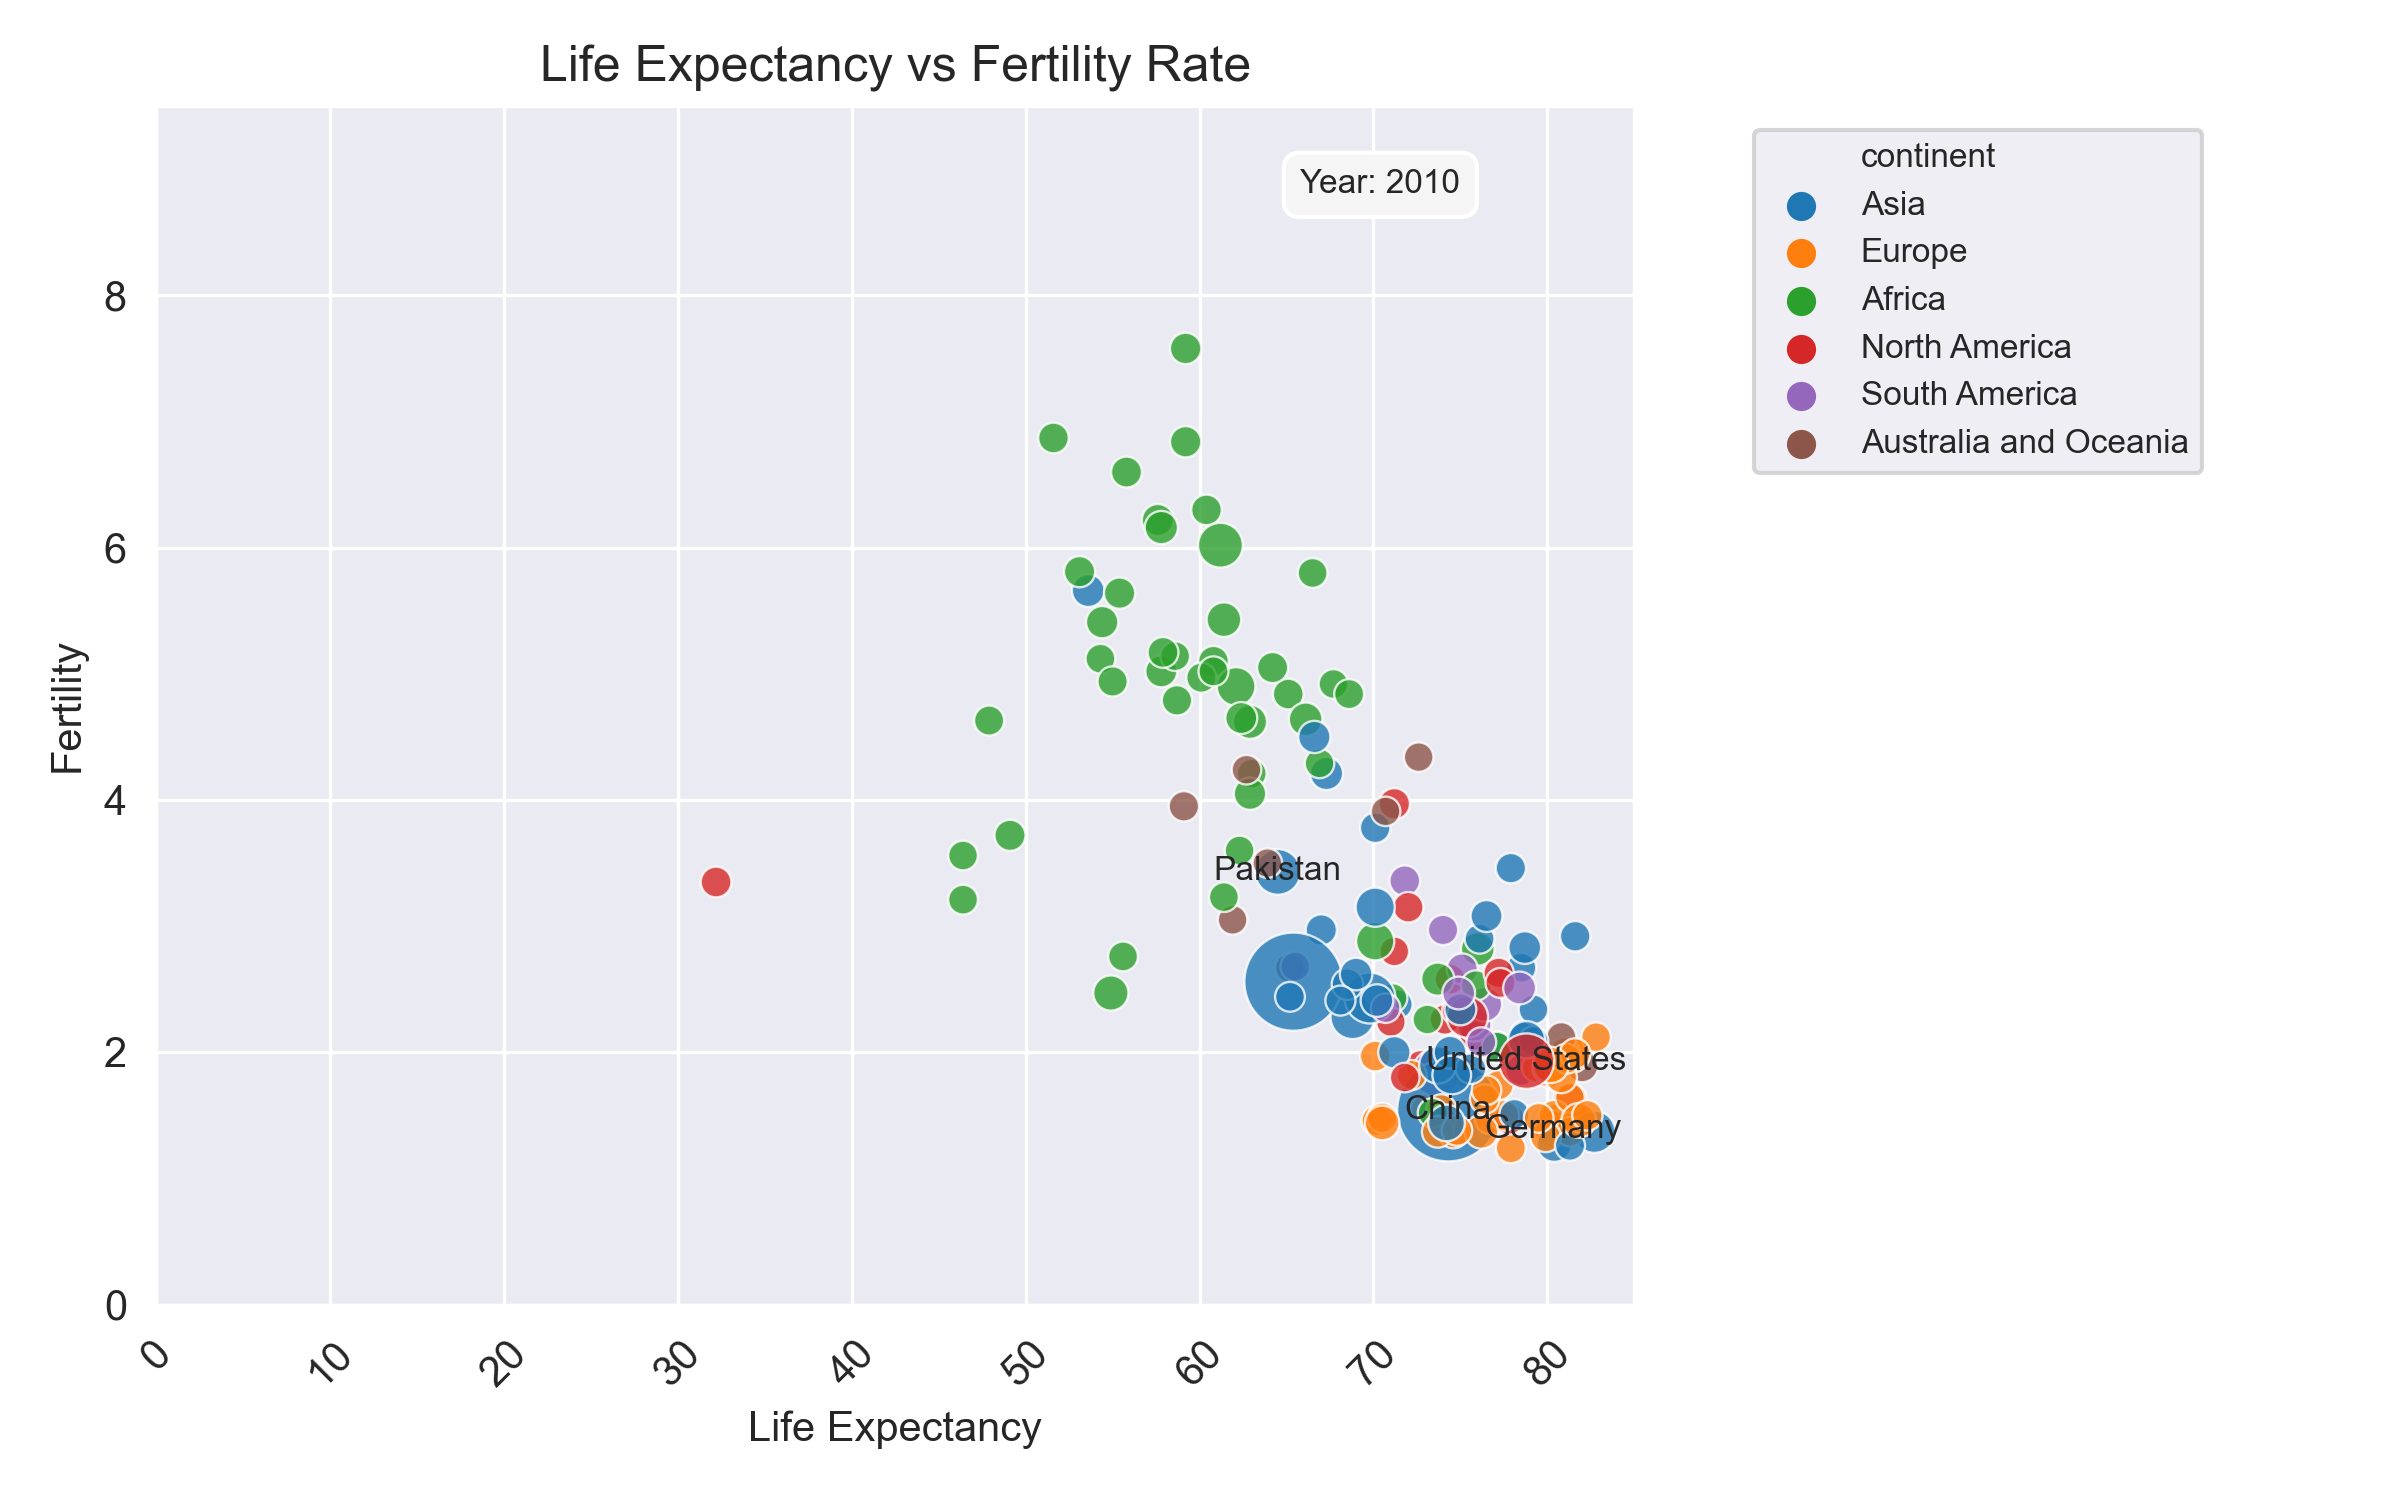 Life Expectancy vs Fertility Rate
Year: 2010
continent
Asia
Europe
Africa
North America
South America
Australia and Oceania
Fertility
8
6
4
2
0
Pakistan
United States
China
Germany
0 10 20 30 40 50 60 70 80
Life Expectancy